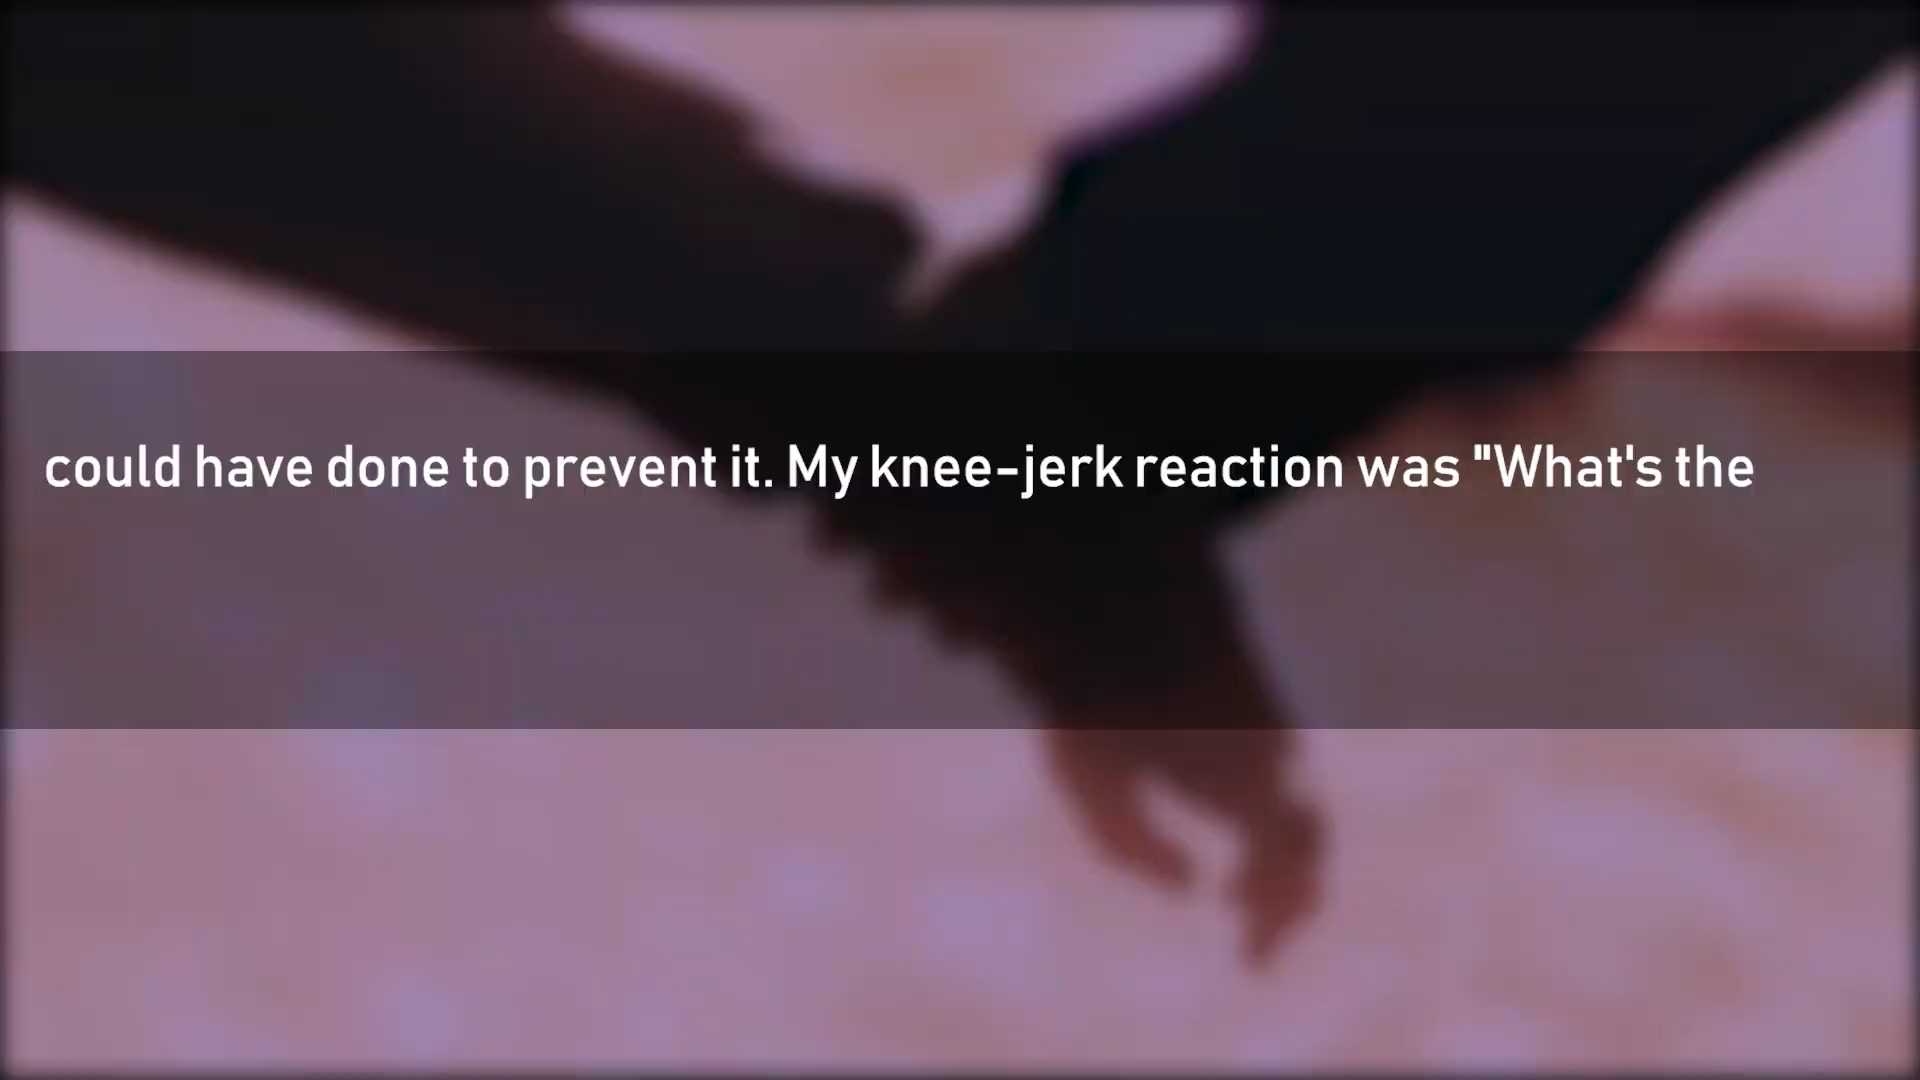 could have done to prevent it. My knee-jerk reaction was "What's the